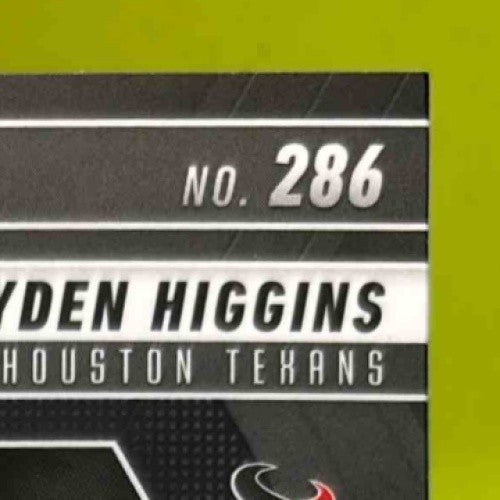 NO. 286
YDEN HIGGINS
HOUSTON TEXANS